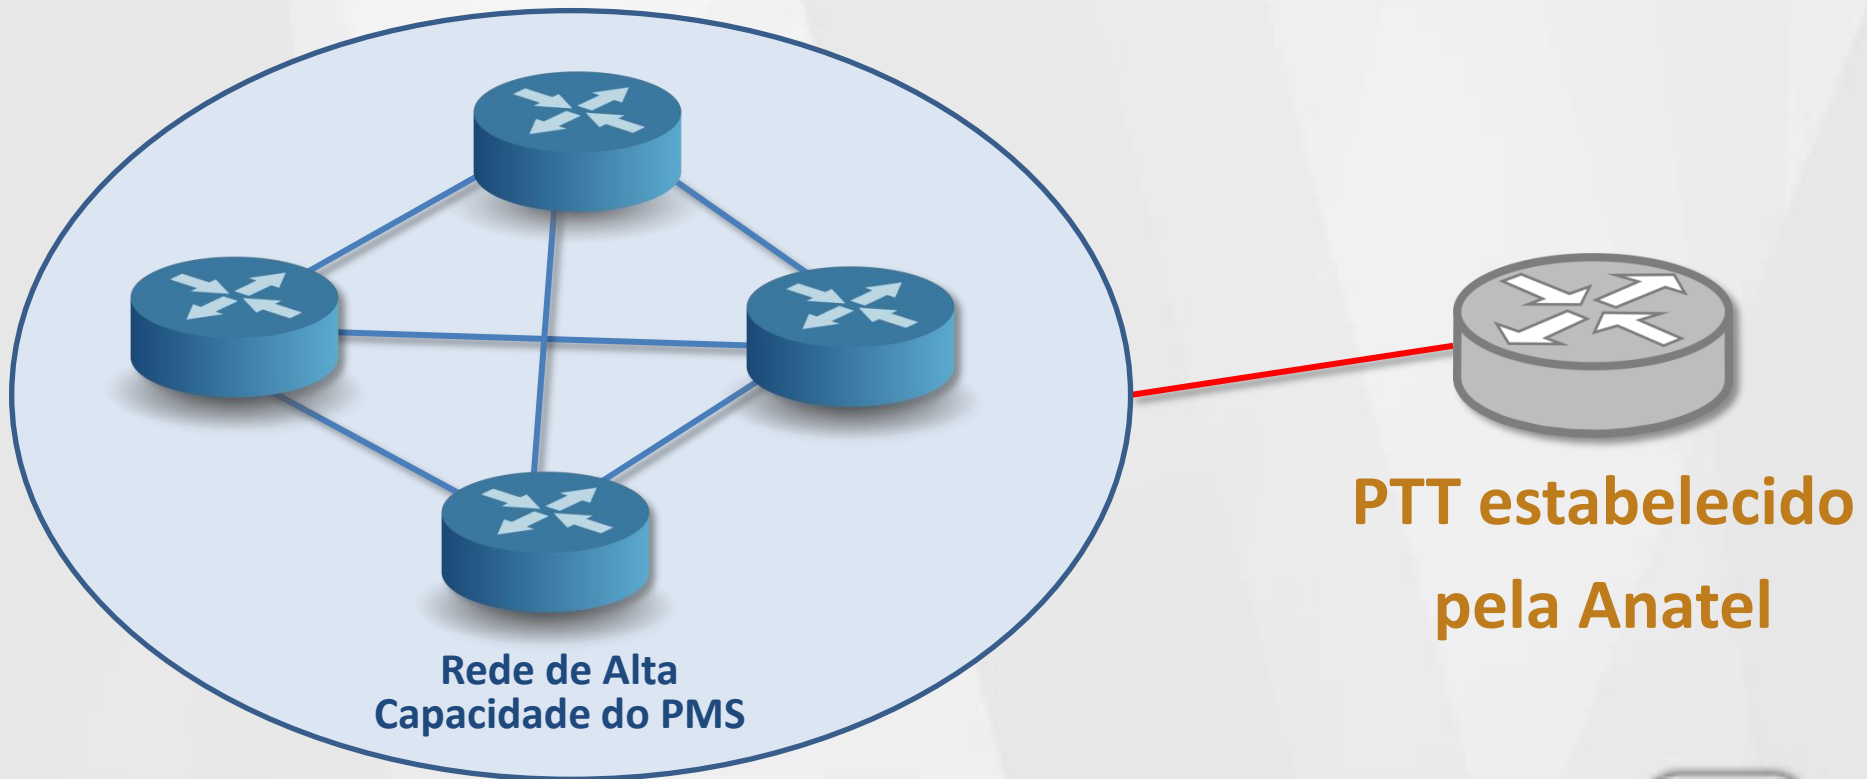 Rede de Alta
Capacidade do PMS
PTT estabelecido
pela Anatel